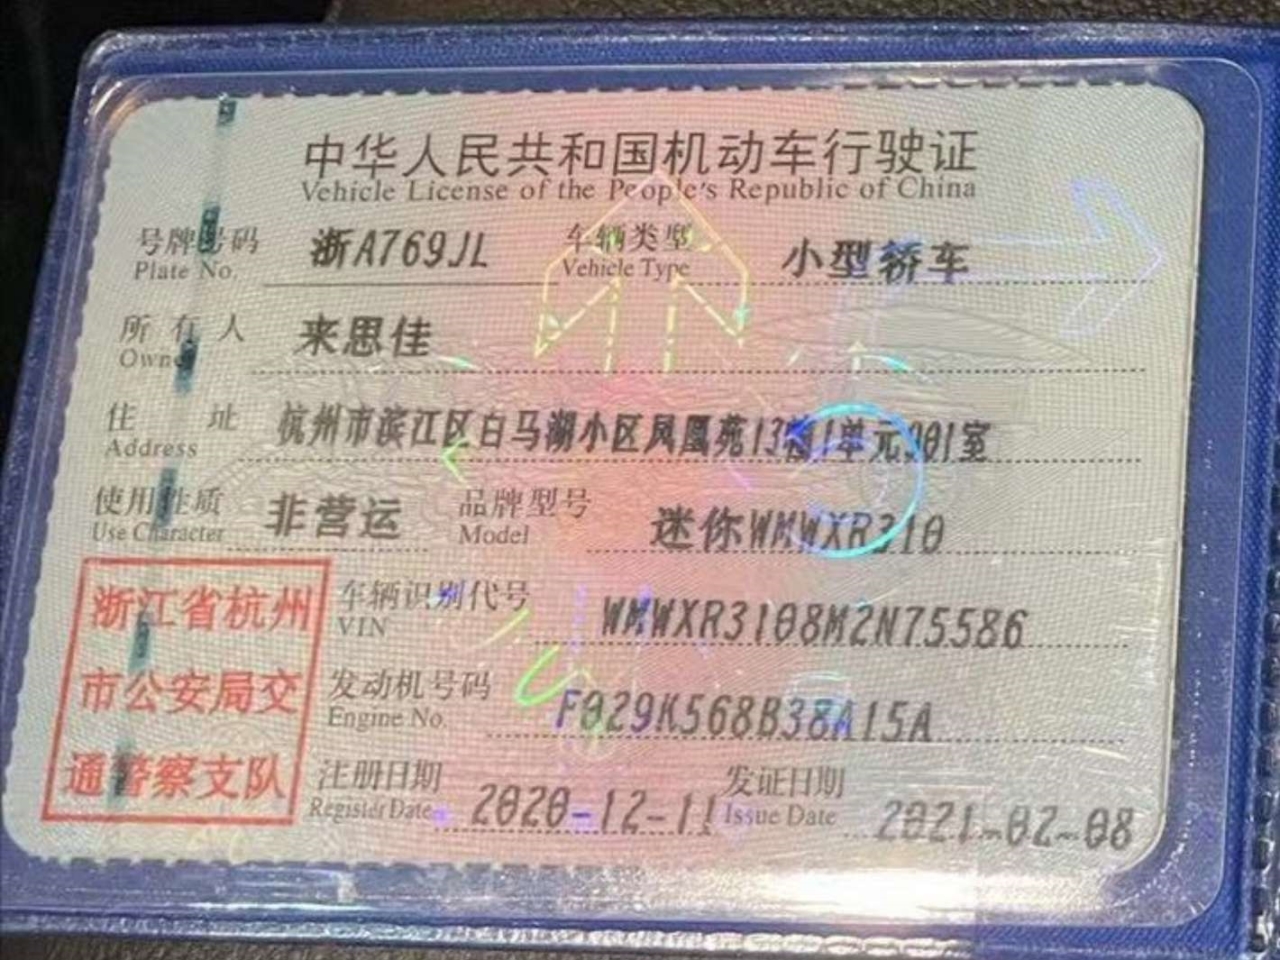 中华人民共和国机动车行驶证
Vehicle License of the People's Republic of China
号牌号码 浙A769JL 车辆类型 小型轿车
Plate No. Vehicle Type
所有人 来思佳
Owner
住址 杭州市滨江区白马湖小区凤凰苑13幢1单元901室
Address
使用性质 非营运 品牌型号 迷你WMWXR310
Use Character Model
浙江省杭州
市公安局交
通警察支队
车辆识别代号 WMWXR3108M2N75586
VIN
发动机号码 F029K568B38A15A
Engine No.
注册日期 2020-12-11 发证日期 2021-02-08
Register Date Issue Date